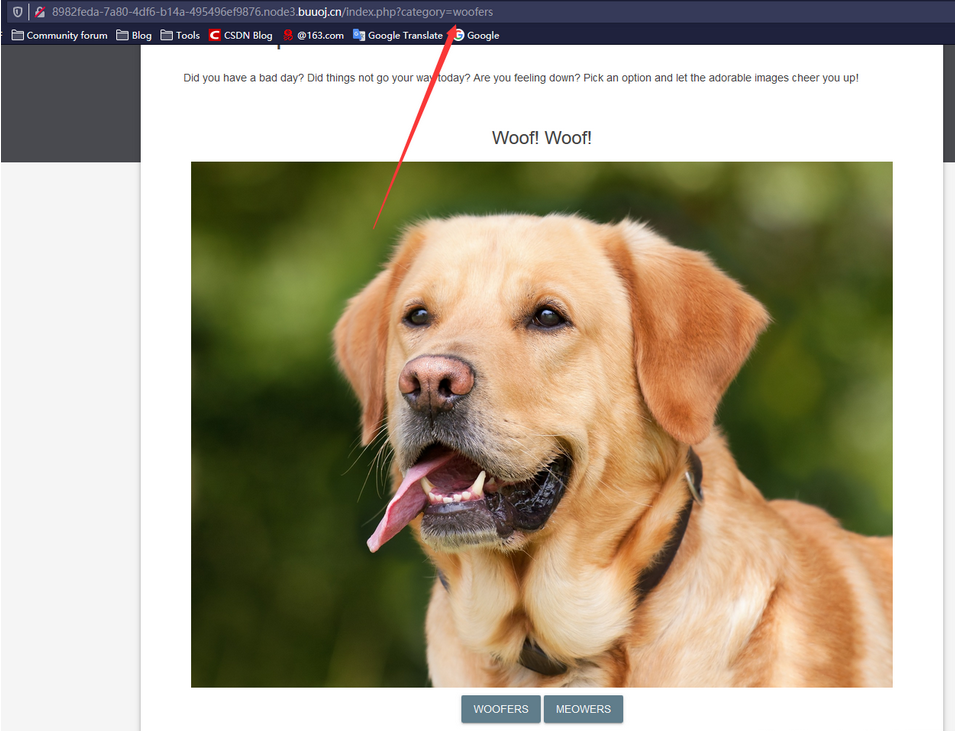 8982feda-7a80-4df6-b14a-495496ef9876.node3.buuoj.cn/index.php?category=woofers
Community forum Blog Tools CSDN Blog @163.com Google Translate Google
Did you have a bad day? Did things not go your way today? Are you feeling down? Pick an option and let the adorable images cheer you up!
Woof! Woof!
WOOFERS MEOWERS